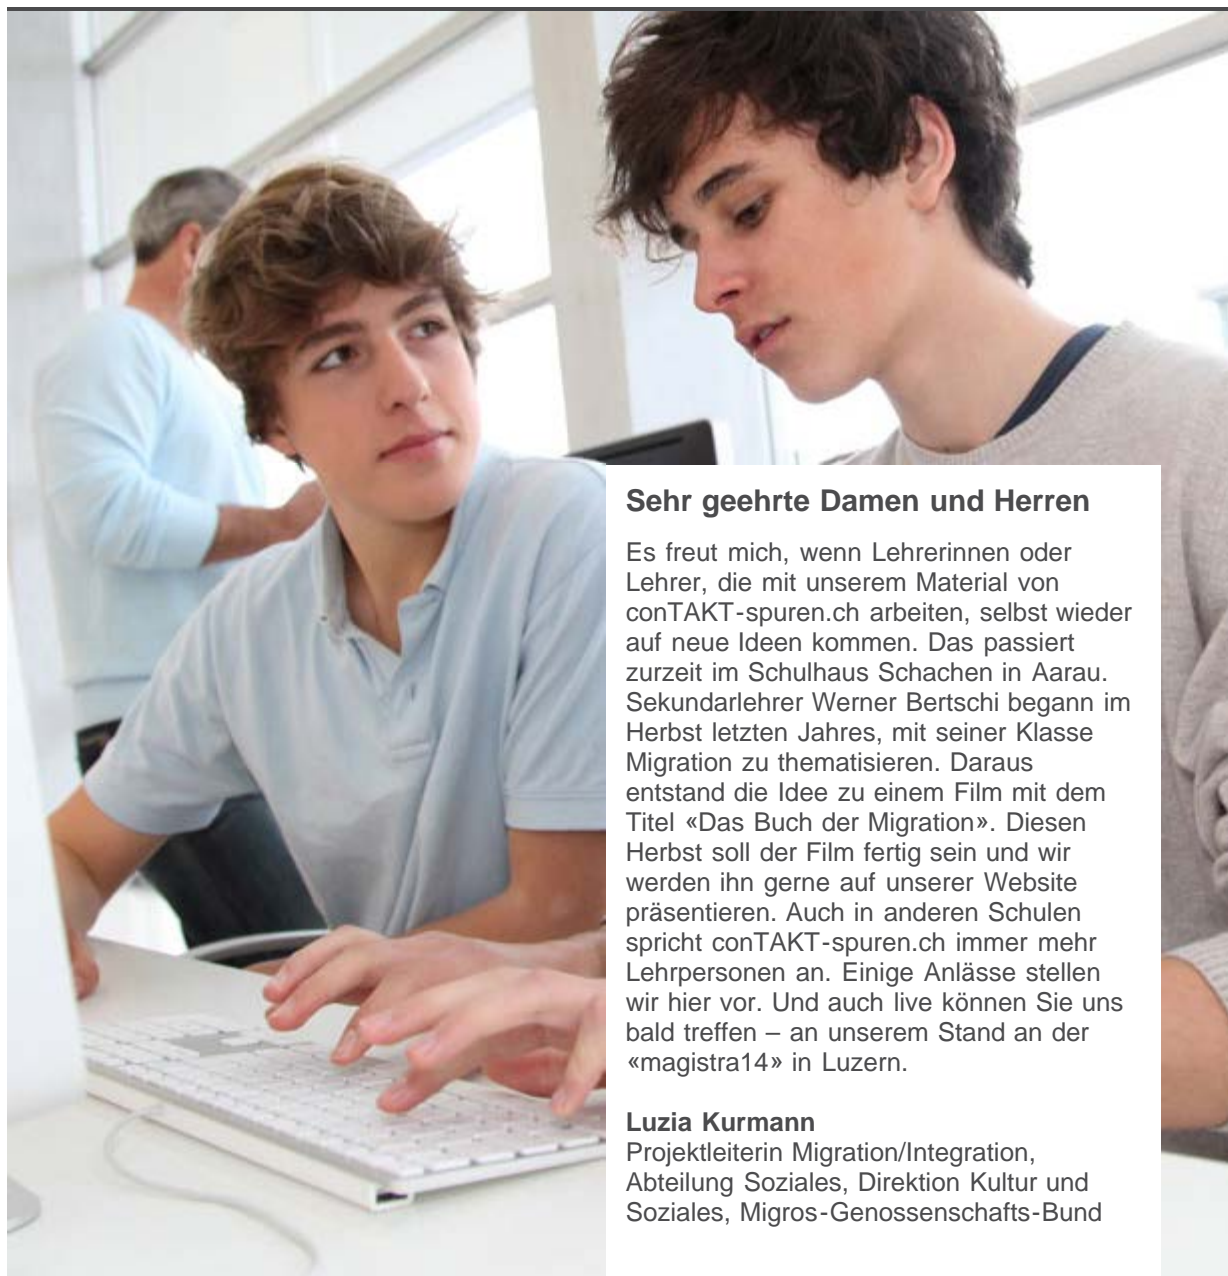 Sehr geehrte Damen und Herren
Es freut mich, wenn Lehrerinnen oder
Lehrer, die mit unserem Material von
conTAKT-spuren.ch arbeiten, selbst wieder
auf neue Ideen kommen. Das passiert
zurzeit im Schulhaus Schachen in Aarau.
Sekundarlehrer Werner Bertschi begann im
Herbst letzten Jahres, mit seiner Klasse
Migration zu thematisieren. Daraus
entstand die Idee zu einem Film mit dem
Titel «Das Buch der Migration». Diesen
Herbst soll der Film fertig sein und wir
werden ihn gerne auf unserer Website
präsentieren. Auch in anderen Schulen
spricht conTAKT-spuren.ch immer mehr
Lehrpersonen an. Einige Anlässe stellen
wir hier vor. Und auch live können Sie uns
bald treffen – an unserem Stand an der
«magistra14» in Luzern.
Luzia Kurmann
Projektleiterin Migration/Integration,
Abteilung Soziales, Direktion Kultur und
Soziales, Migros-Genossenschafts-Bund